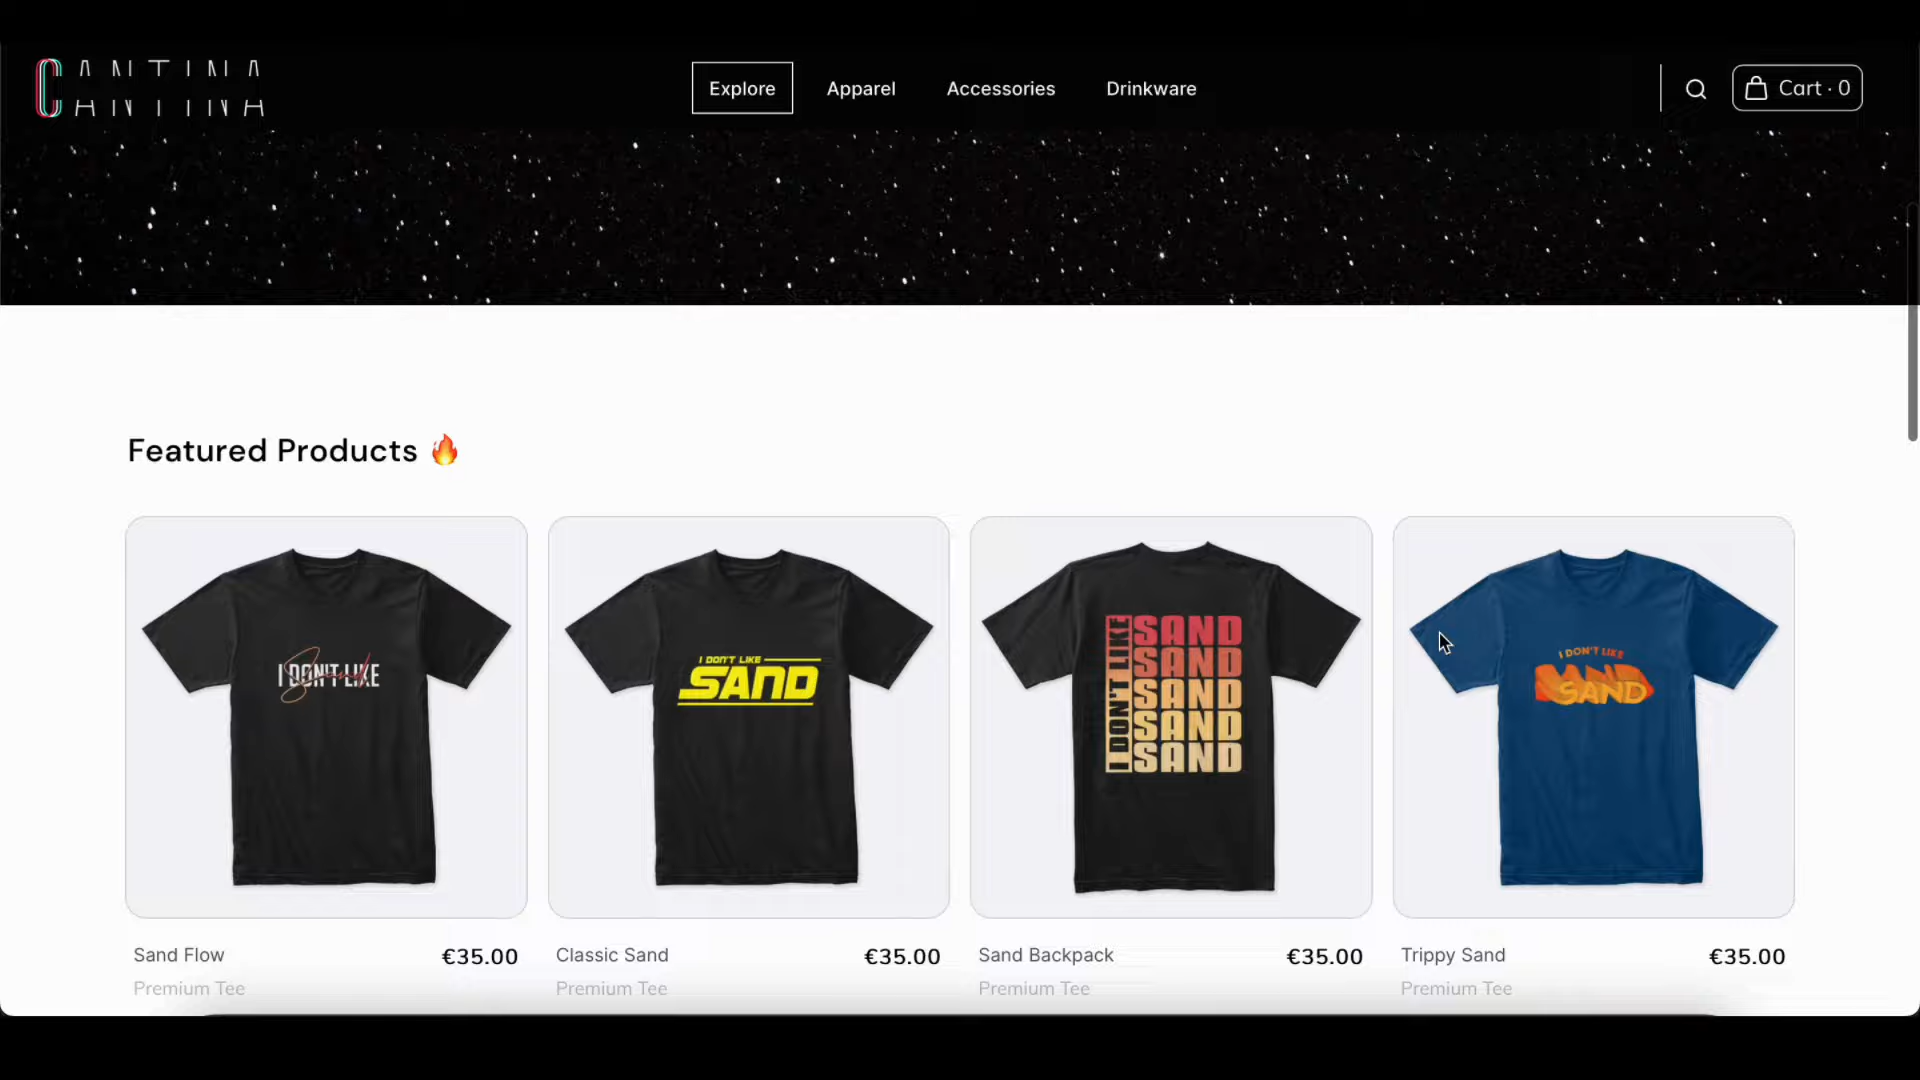 CANTINA
Explore Apparel Accessories Drinkware
Cart · 0
Featured Products 🔥
I DON'T LIKE
Sand
I DON'T LIKE
SAND
I DON'T LIKE
SAND
SAND
SAND
SAND
SAND
I DON'T LIKE
SAND
Sand Flow €35.00
Premium Tee
Classic Sand €35.00
Premium Tee
Sand Backpack €35.00
Premium Tee
Trippy Sand €35.00
Premium Tee